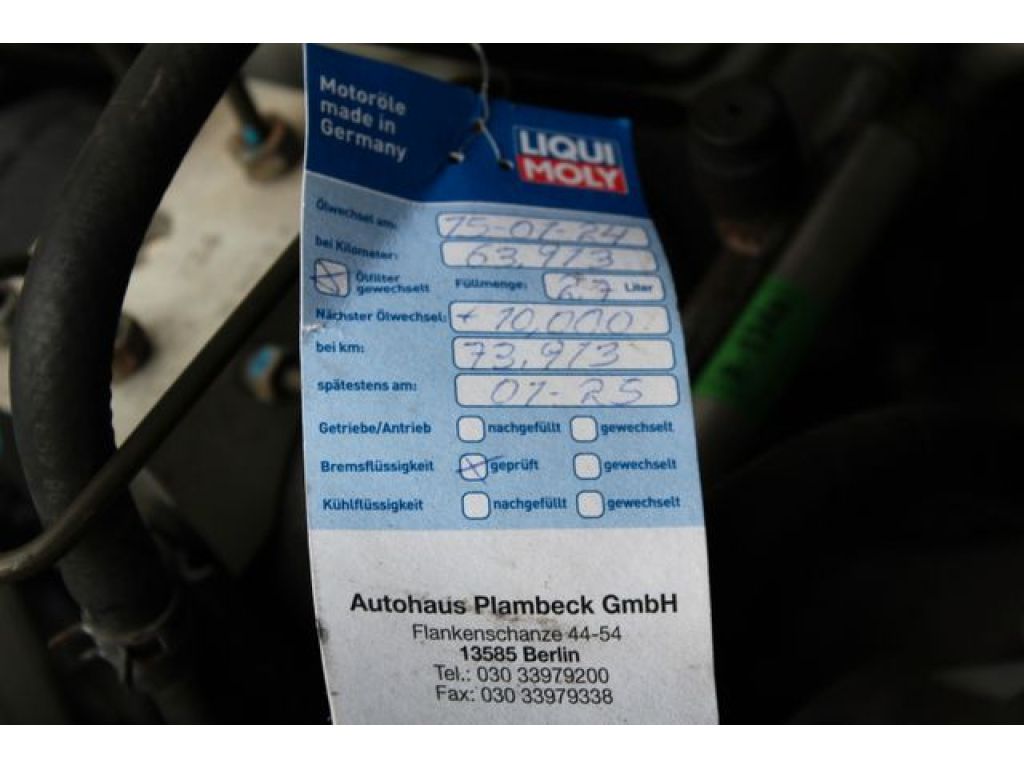 Motoröle
made in
Germany
LIQUI
MOLY
Ölwechsel am: 15-01-24
bei Kilometer: 63.913
Ölfilter
gewechselt
Füllmenge: 2.7 Liter
Nächster Ölwechsel: + 10,000
bei km: 73.913
spätestens am: 01-25
Getriebe/Antrieb nachgefüllt gewechselt
Bremsflüssigkeit geprüft gewechselt
Kühlflüssigkeit nachgefüllt gewechselt
Autohaus Plambeck GmbH
Flankenschanze 44-54
13585 Berlin
Tel.: 030 33979200
Fax: 030 33979338